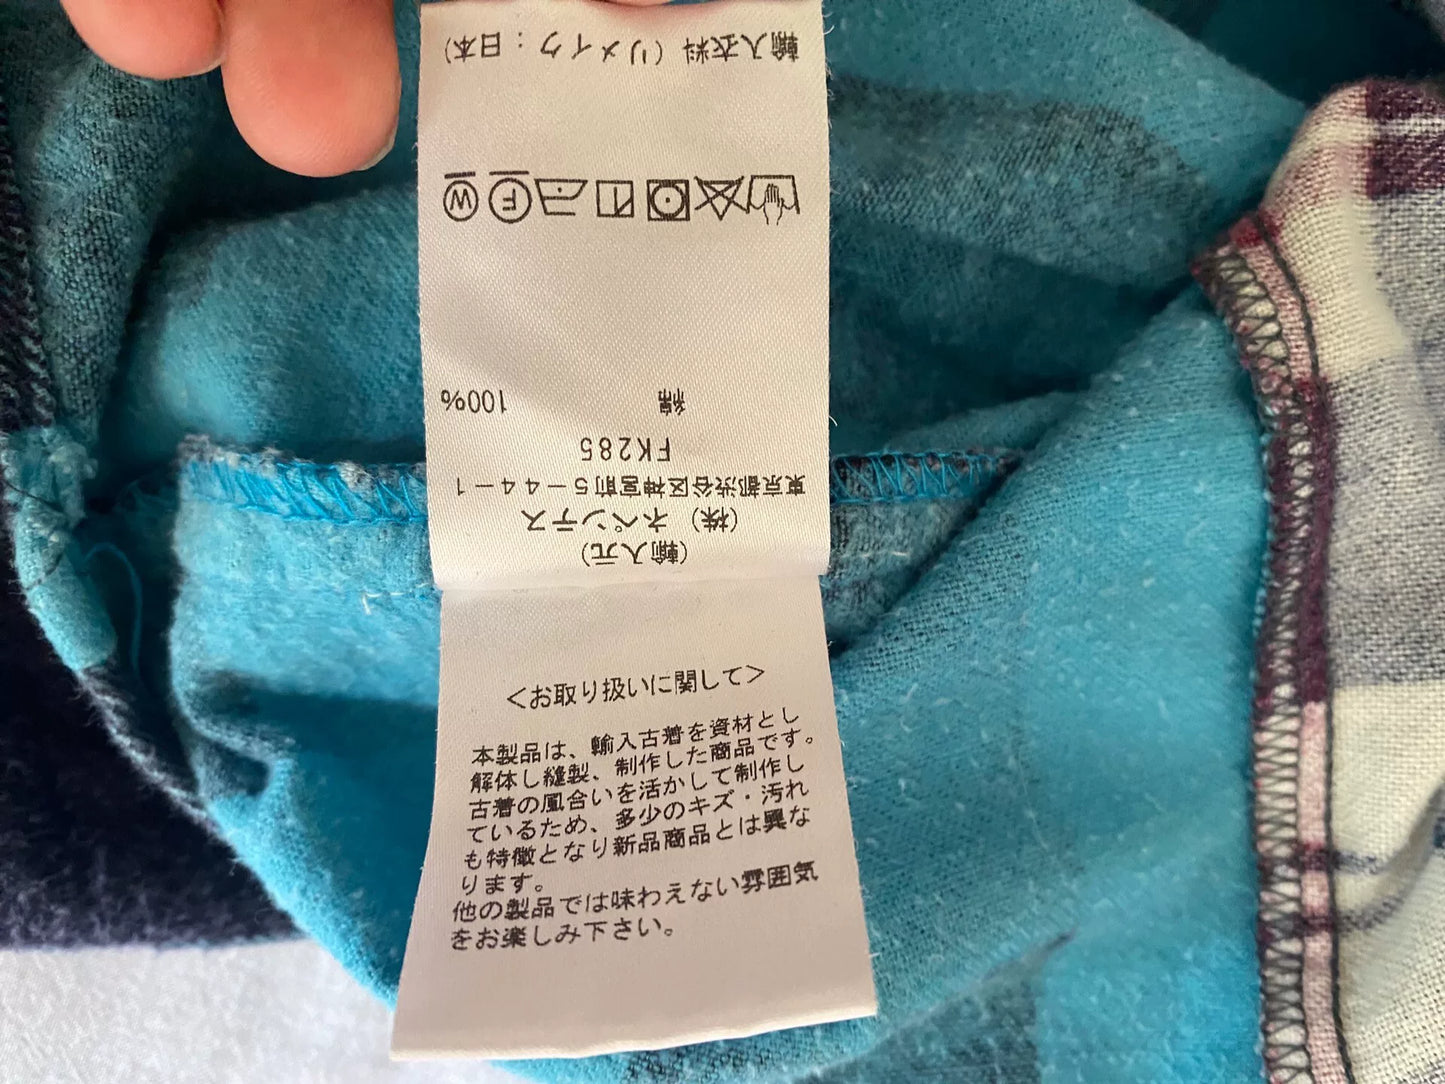 輸入衣料（リメイク：日本）
W F
綿 100%
FK285
東京都渋谷区神宮前5－44－1
（株）ネペンテス
（輸入元）
＜お取り扱いに関して＞
本製品は、輸入古着を資材とし
解体し縫製、制作した商品です。
古着の風合いを活かして制作し
ているため、多少のキズ・汚れ
も特徴となり新品商品とは異な
ります。
他の製品では味わえない雰囲気
をお楽しみ下さい。